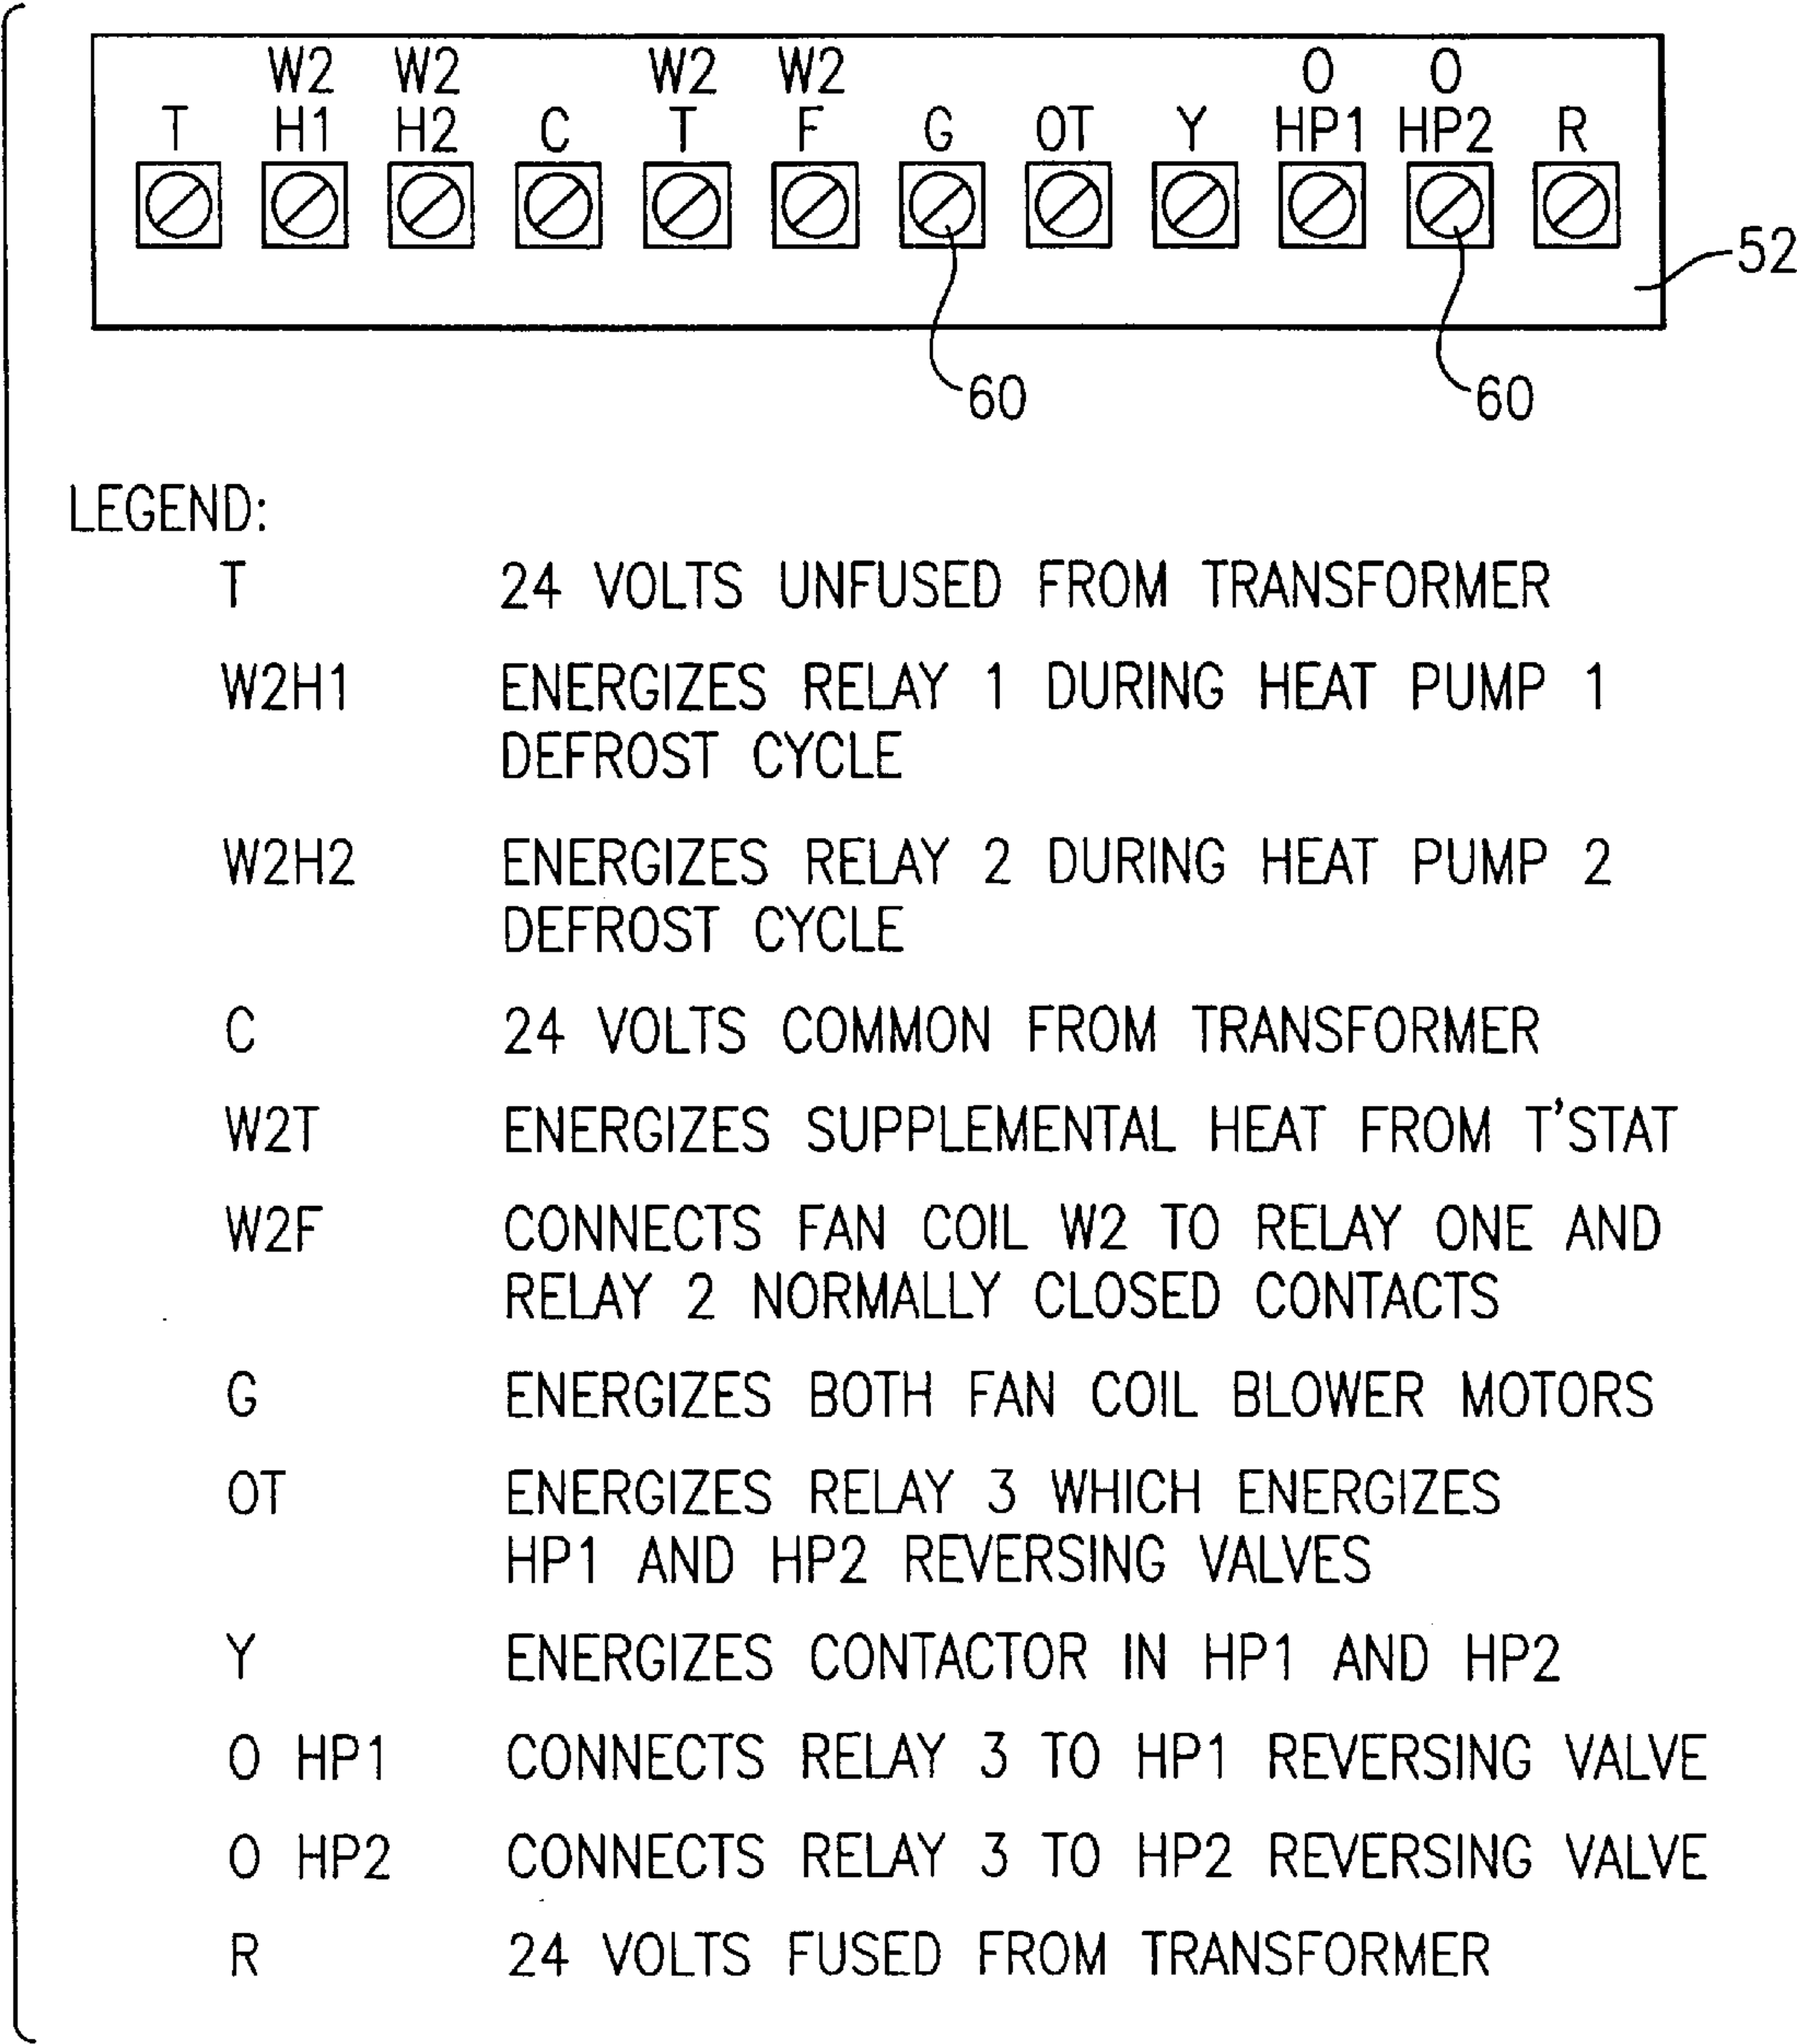 W2 W2 W2 W2 O O
T H1 H2 C T F G OT Y HP1 HP2 R
52
60 60
LEGEND:
T 24 VOLTS UNFUSED FROM TRANSFORMER
W2H1 ENERGIZES RELAY 1 DURING HEAT PUMP 1
DEFROST CYCLE
W2H2 ENERGIZES RELAY 2 DURING HEAT PUMP 2
DEFROST CYCLE
C 24 VOLTS COMMON FROM TRANSFORMER
W2T ENERGIZES SUPPLEMENTAL HEAT FROM T'STAT
W2F CONNECTS FAN COIL W2 TO RELAY ONE AND
RELAY 2 NORMALLY CLOSED CONTACTS
G ENERGIZES BOTH FAN COIL BLOWER MOTORS
OT ENERGIZES RELAY 3 WHICH ENERGIZES
HP1 AND HP2 REVERSING VALVES
Y ENERGIZES CONTACTOR IN HP1 AND HP2
O HP1 CONNECTS RELAY 3 TO HP1 REVERSING VALVE
O HP2 CONNECTS RELAY 3 TO HP2 REVERSING VALVE
R 24 VOLTS FUSED FROM TRANSFORMER